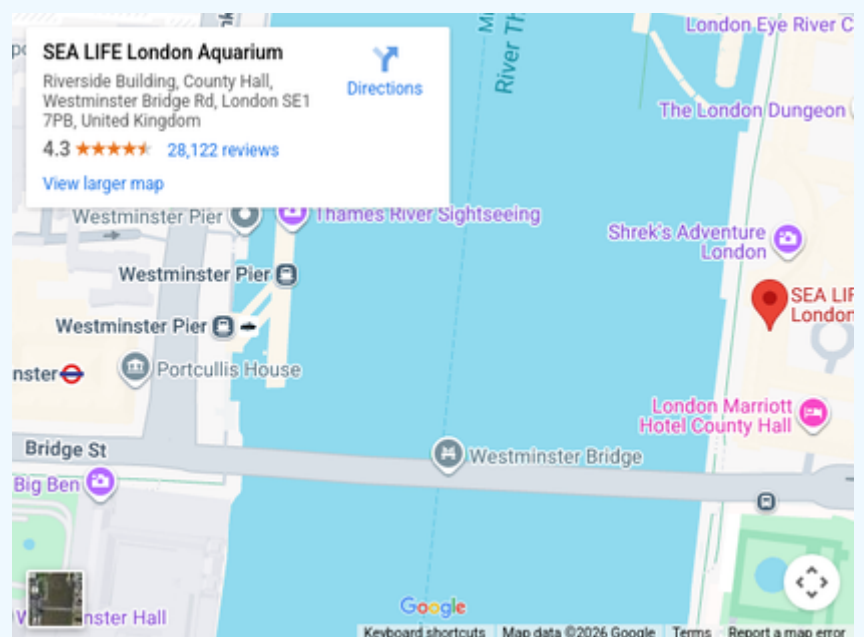 SEA LIFE London Aquarium
Riverside Building, County Hall,
Westminster Bridge Rd, London SE1
7PB, United Kingdom
4.3
28,122 reviews
View larger map
Directions
River Th
London Eye River C
The London Dungeon
Westminster Pier
Thames River Sightseeing
Shrek's Adventure
London
Westminster Pier
SEA LIF
London
Westminster Pier
nster
Portcullis House
London Marriott
Hotel County Hall
Bridge St
Westminster Bridge
Big Ben
W
nster Hall
Google
Keyboard shortcuts
Map data ©2026 Google
Terms
Report a map error